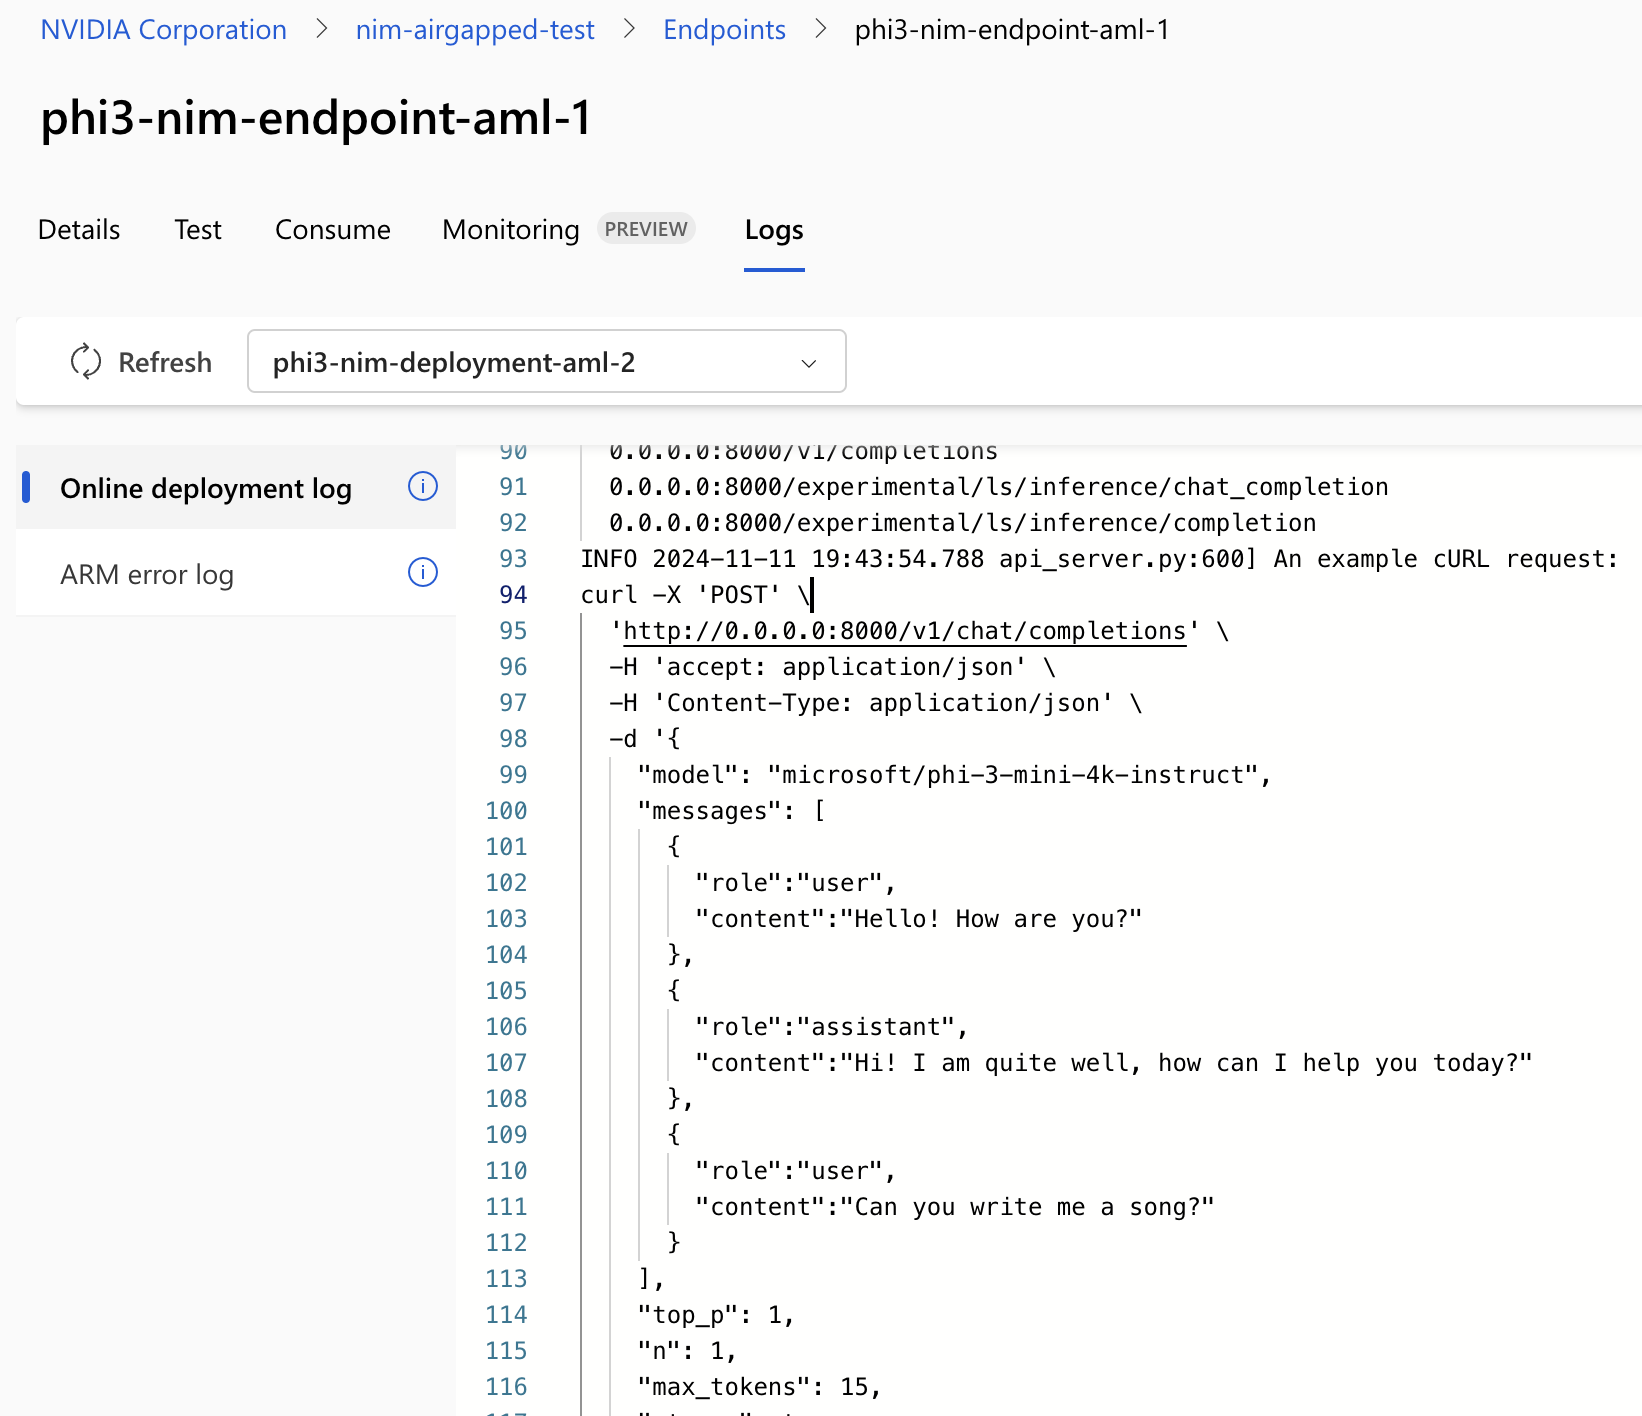 NVIDIA Corporation > nim-airgapped-test > Endpoints > phi3-nim-endpoint-aml-1
phi3-nim-endpoint-aml-1
Details Test Consume Monitoring PREVIEW Logs
Refresh phi3-nim-deployment-aml-2
Online deployment log
ARM error log
90 0.0.0.0:8000/v1/completions
91 0.0.0.0:8000/experimental/ls/inference/chat_completion
92 0.0.0.0:8000/experimental/ls/inference/completion
93 INFO 2024-11-11 19:43:54.788 api_server.py:600] An example cURL request:
94 curl -X 'POST' \
95 'http://0.0.0.0:8000/v1/chat/completions' \
96 -H 'accept: application/json' \
97 -H 'Content-Type: application/json' \
98 -d '{
99 "model": "microsoft/phi-3-mini-4k-instruct",
100 "messages": [
101 {
102 "role":"user",
103 "content":"Hello! How are you?"
104 },
105 {
106 "role":"assistant",
107 "content":"Hi! I am quite well, how can I help you today?"
108 },
109 {
110 "role":"user",
111 "content":"Can you write me a song?"
112 }
113 ],
114 "top_p": 1,
115 "n": 1,
116 "max_tokens": 15,